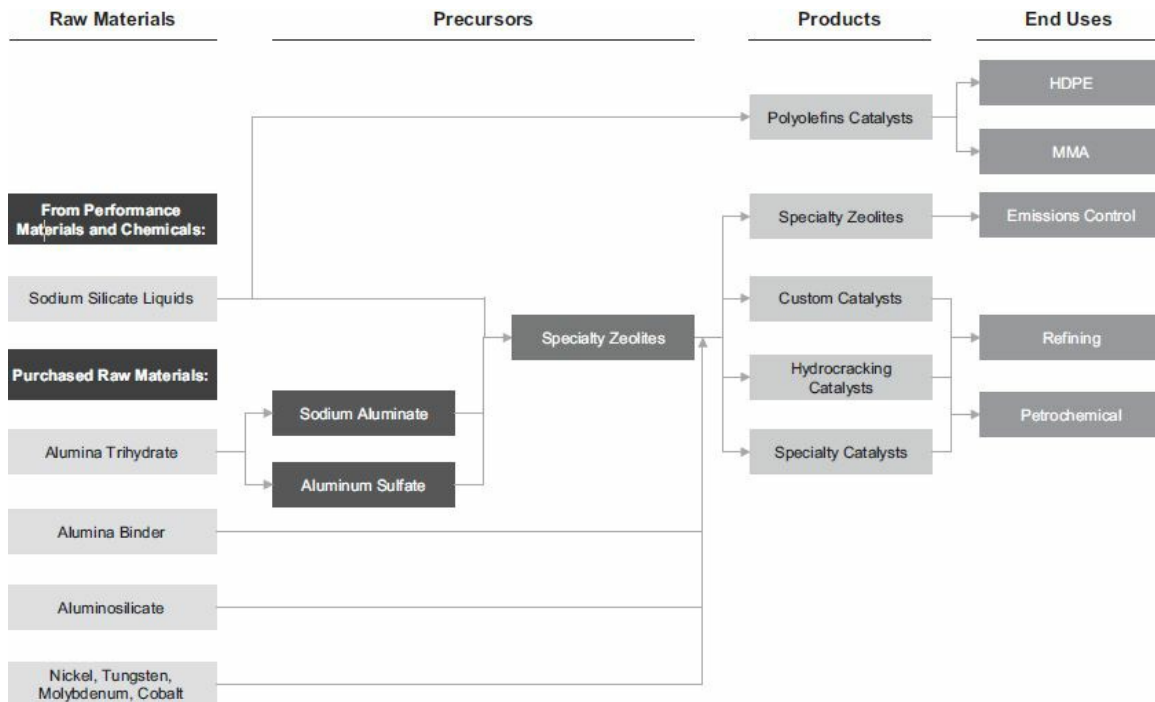 Raw Materials
Precursors
Products
End Uses
HDPE
Polyolefins Catalysts
MMA
From Performance
Materials and Chemicals:
Specialty Zeolites
Emissions Control
Sodium Silicate Liquids
Custom Catalysts
Specialty Zeolites
Refining
Purchased Raw Materials:
Hydrocracking
Catalysts
Sodium Aluminate
Petrochemical
Alumina Trihydrate
Specialty Catalysts
Aluminum Sulfate
Alumina Binder
Aluminosilicate
Nickel, Tungsten,
Molybdenum, Cobalt